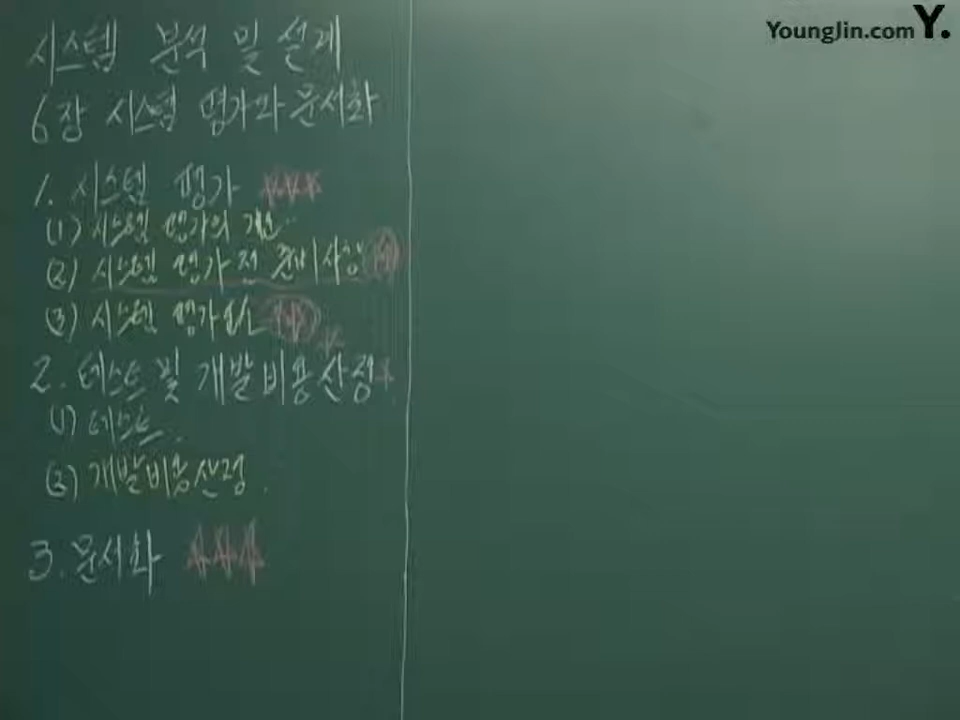 YoungJin.com Y.
시스템 분석 및 설계
6장 시스템 평가와 문서화
1. 시스템 평가
(1) 시스템 평가의 개요
(2) 시스템 평가 전 준비사항
(3) 시스템 평가
2. 테스트 및 개발비용산정
(1) 테스트
(2) 개발비용산정
3. 문서화